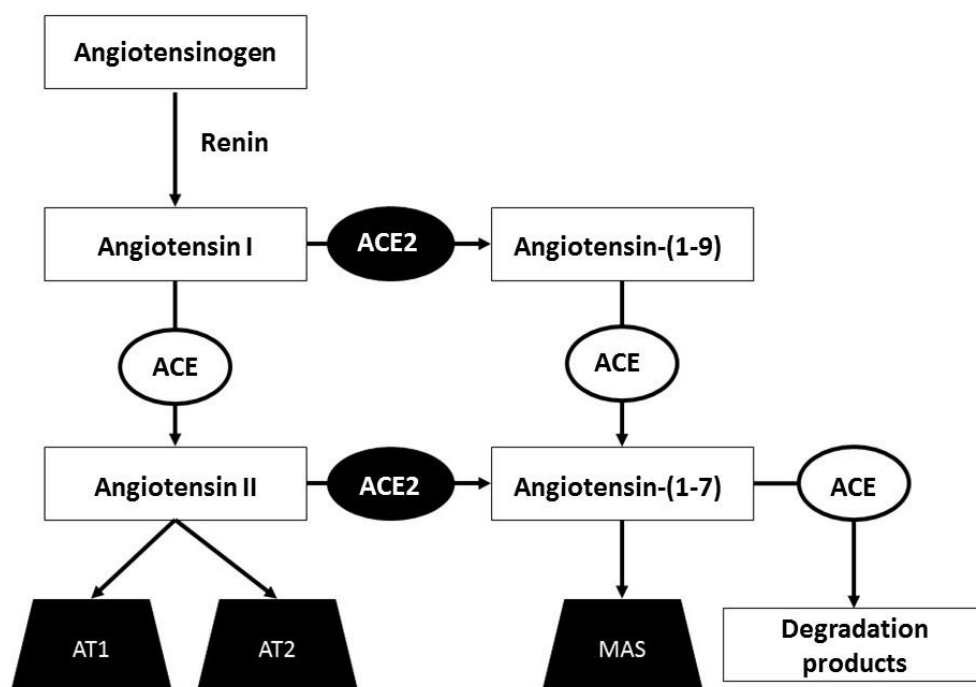 Angiotensinogen
Renin
Angiotensin I
ACE2
Angiotensin-(1-9)
ACE
ACE
Angiotensin II
ACE2
Angiotensin-(1-7)
ACE
AT1
AT2
MAS
Degradation
products